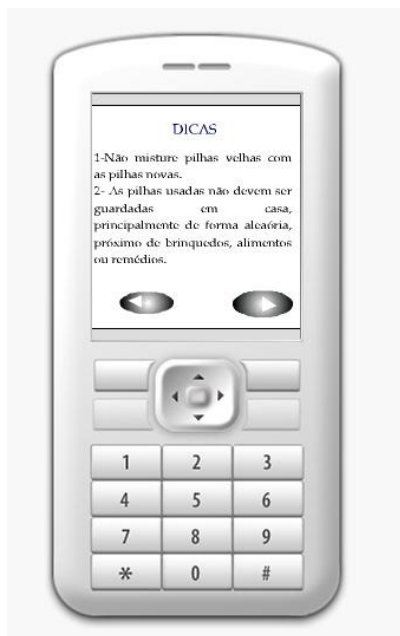 DICAS
1-Não misture pilhas velhas com
as pilhas novas.
2- As pilhas usadas não devem ser
guardadas em casa,
principalmente de forma aleaória,
próximo de brinquedos, alimentos
ou remédios.
1 2 3
4 5 6
7 8 9
* 0 #